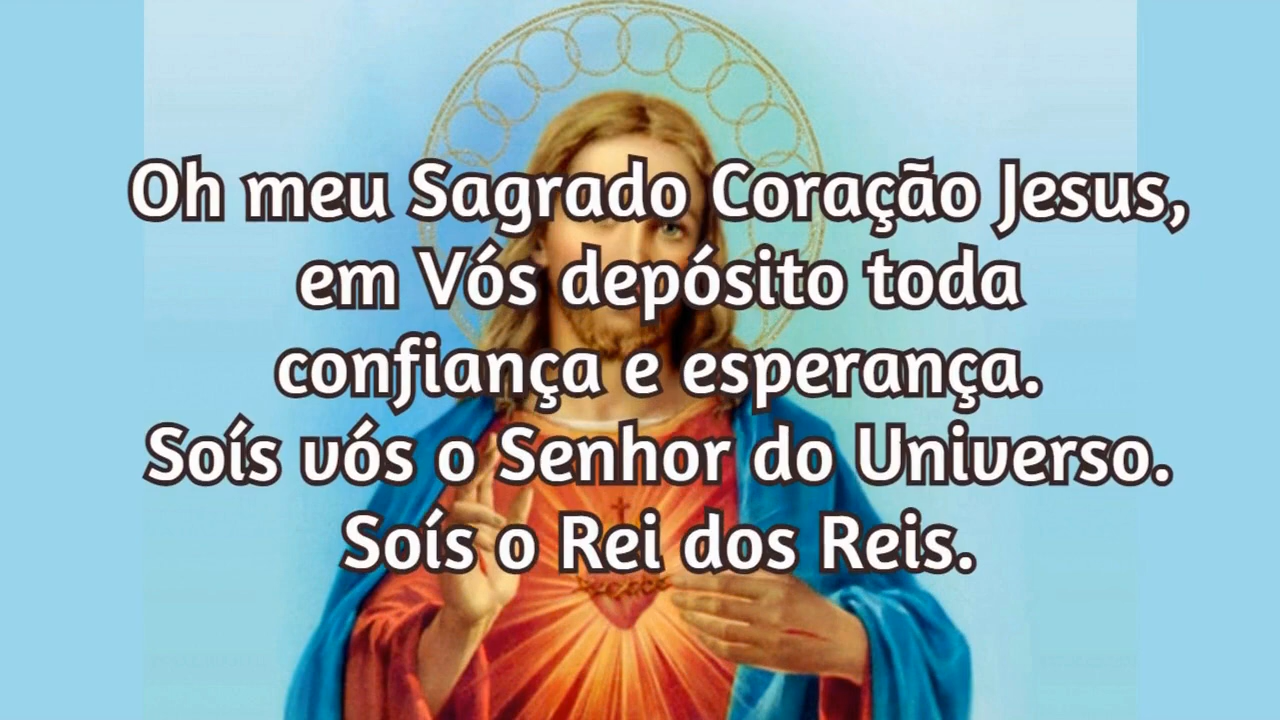 Oh meu Sagrado Coração Jesus,
em Vós depósito toda
confiança e esperança.
Soís vós o Senhor do Universo.
Soís o Rei dos Reis.